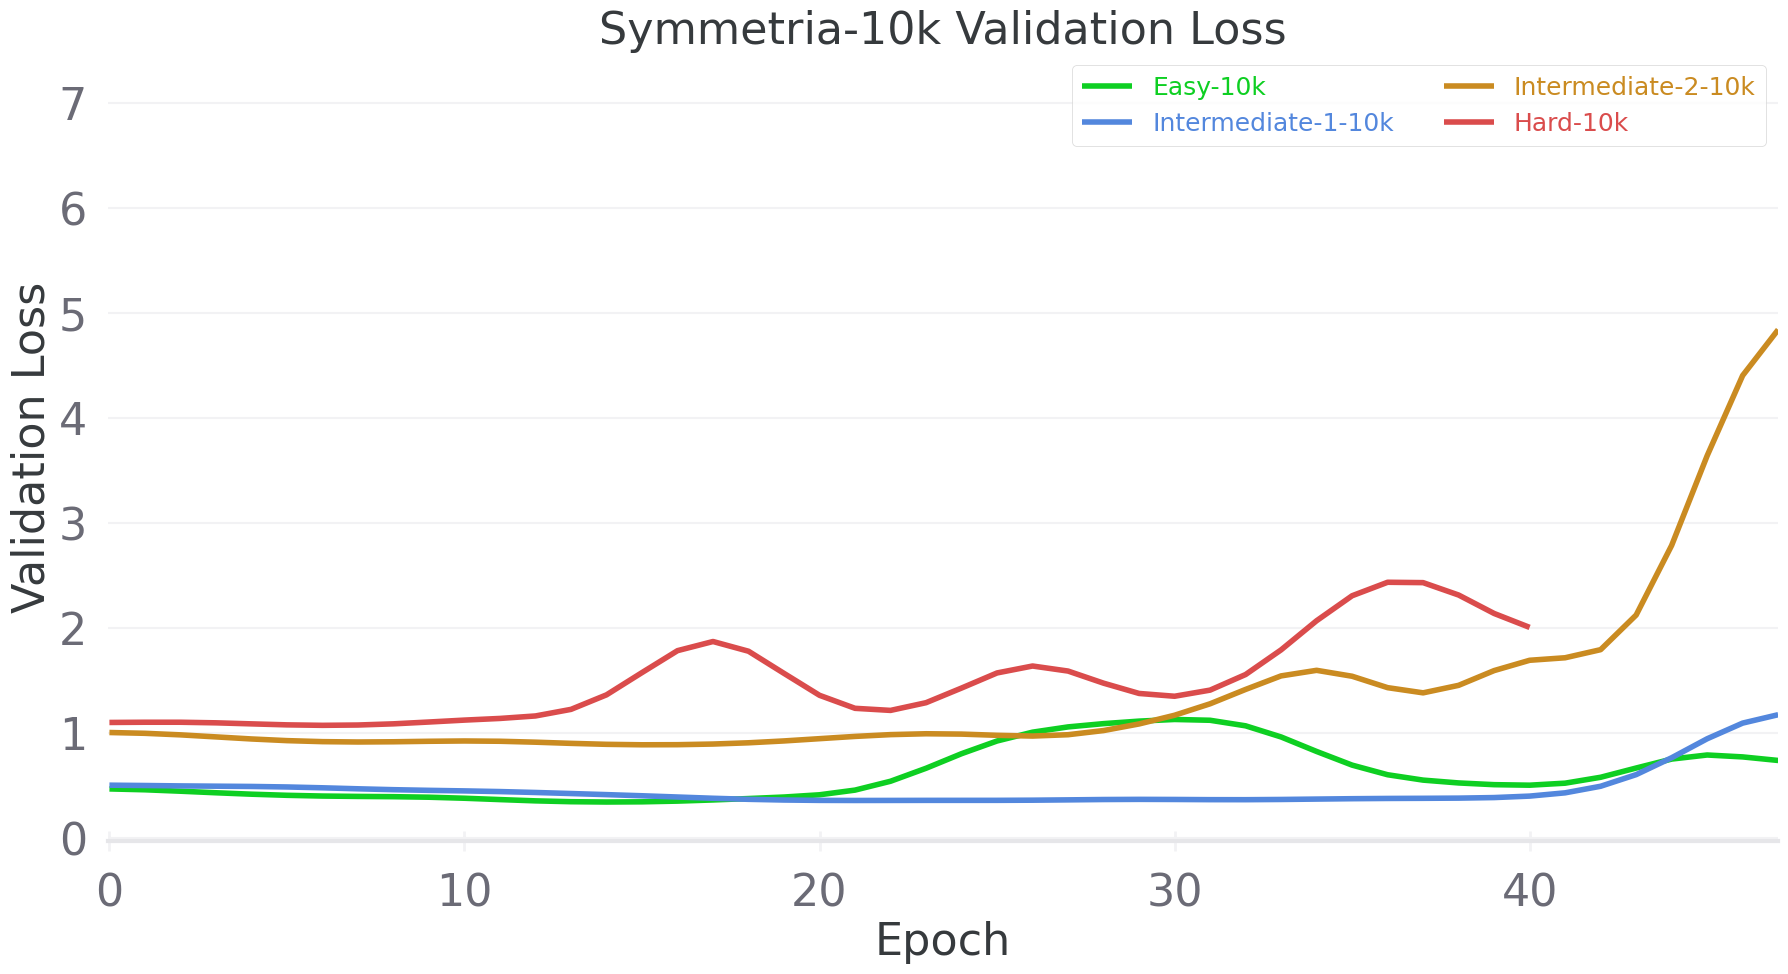 Symmetria-10k Validation Loss
Easy-10k
Intermediate-1-10k
Intermediate-2-10k
Hard-10k
Validation Loss
7
6
5
4
3
2
1
0
0 10 20 30 40
Epoch